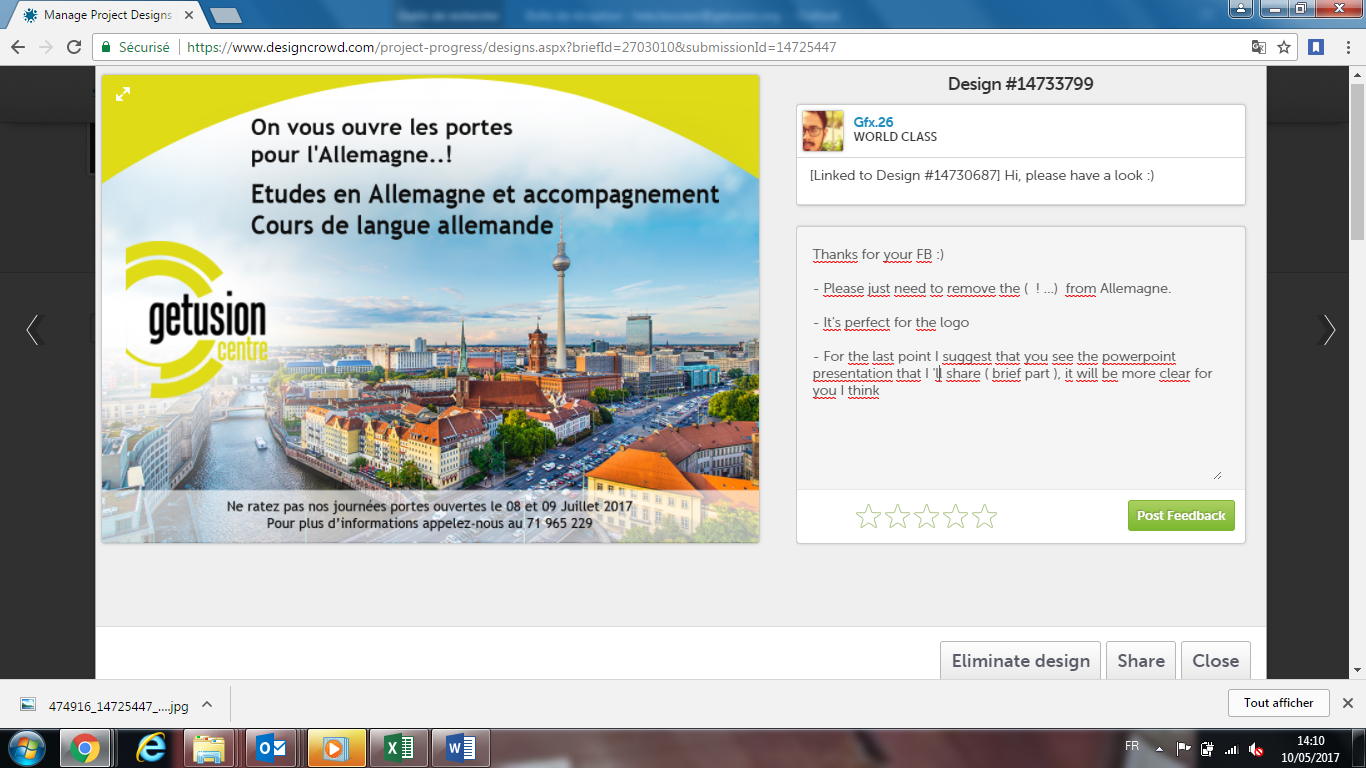 Manage Project Designs
Sécurisé
https://www.designcrowd.com/project-progress/designs.aspx?briefId=2703010&submissionId=14725447
On vous ouvre les portes
pour l'Allemagne..!
Etudes en Allemagne et accompagnement
Cours de langue allemande
getusion
centre
Ne ratez pas nos journées portes ouvertes le 08 et 09 Juillet 2017
Pour plus d'informations appelez-nous au 71 965 229
Design #14733799
Gfx.26
WORLD CLASS
[Linked to Design #14730687] Hi, please have a look :)
Thanks for your FB :)
- Please just need to remove the (  ! ...)  from Allemagne.
- It's perfect for the logo
- For the last point I suggest that you see the powerpoint
presentation that I 'll share ( brief part ), it will be more clear for
you I think
Post Feedback
Eliminate design
Share
Close
474916_14725447_....jpg
Tout afficher
FR
14:10
10/05/2017